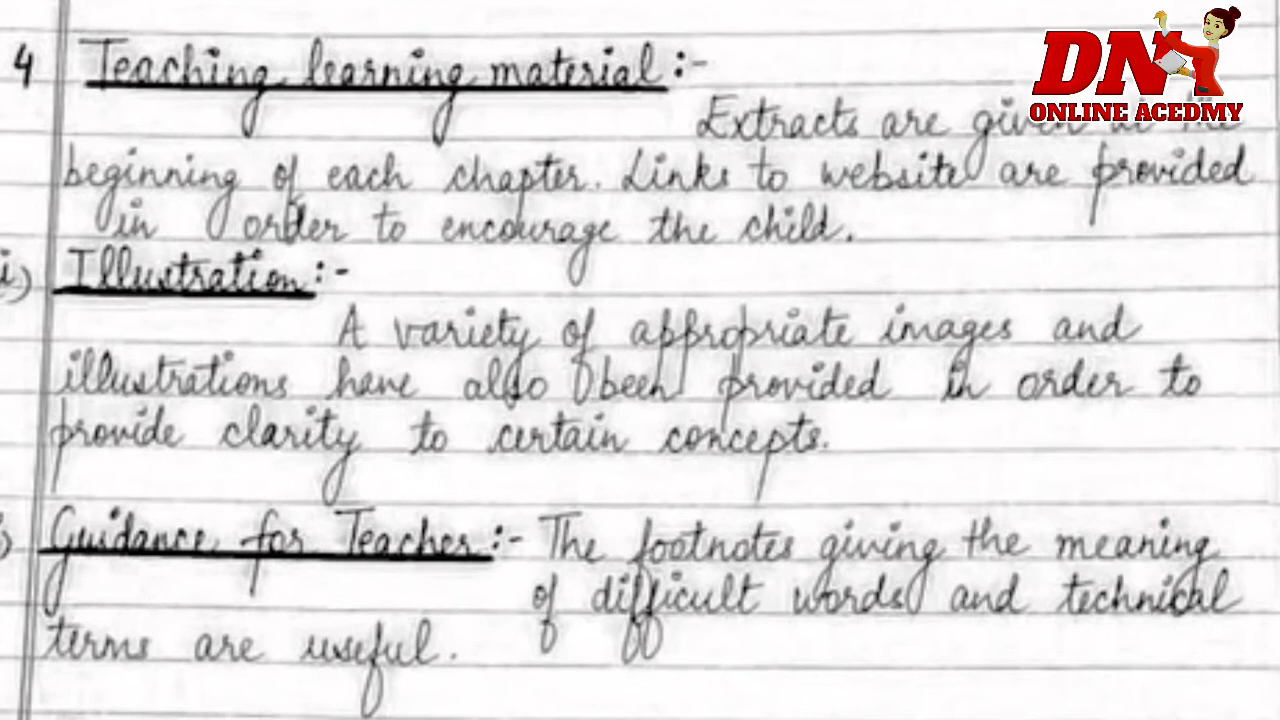 DNY
ONLINE ACEDMY
4 Teaching learning material :-
Extracts are given at the
beginning of each chapter. Links to website are provided
in order to encourage the child.
i) Illustration :-
A variety of appropriate images and
illustrations have also been provided in order to
provide clarity to certain concepts.
Guidance for Teacher :- The footnotes giving the meaning
of difficult words and technical
terms are useful.